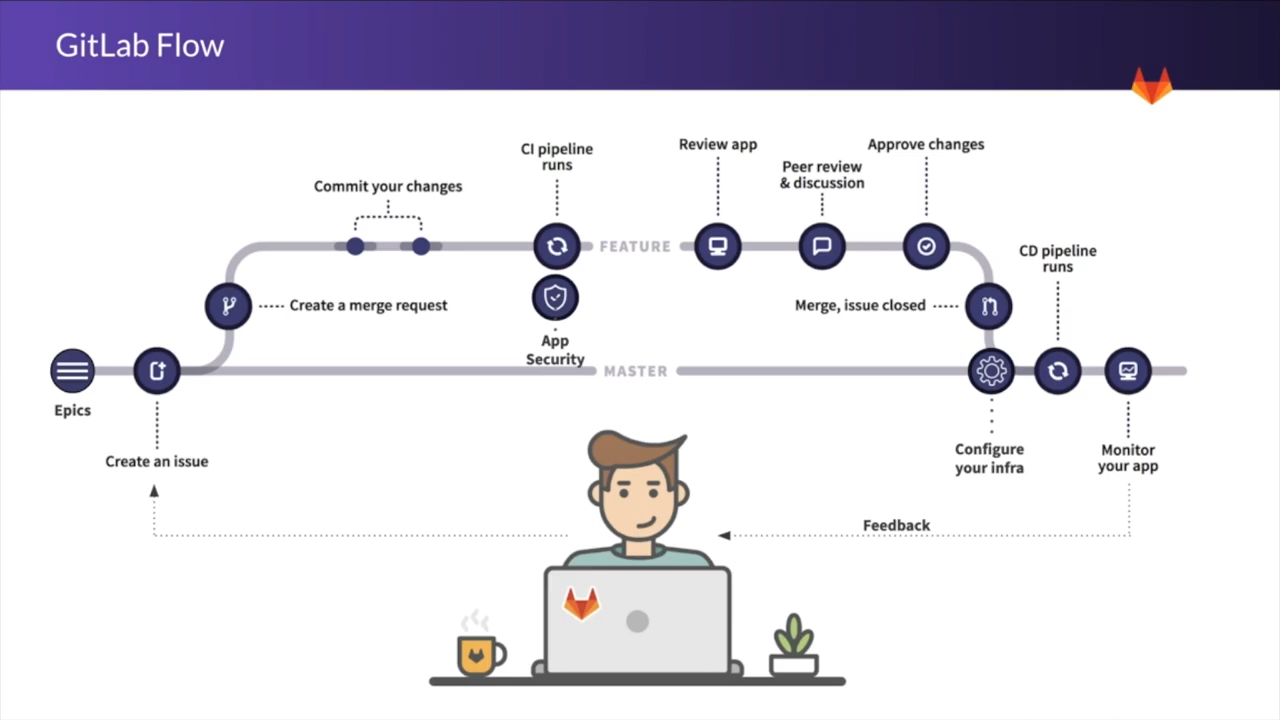 GitLab Flow
CI pipeline
runs
Review app
Approve changes
Peer review
& discussion
Commit your changes
FEATURE
CD pipeline
runs
Create a merge request
Merge, issue closed
App
Security
MASTER
Epics
Create an issue
Configure
your infra
Monitor
your app
Feedback